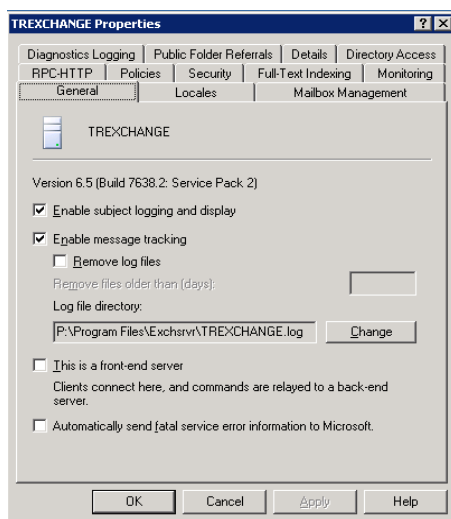 TREXCHANGE Properties
Diagnostics Logging
Public Folder Referrals
Details
Directory Access
RPC-HTTP
Policies
Security
Full-Text Indexing
Monitoring
General
Locales
Mailbox Management
TREXCHANGE
Version 6.5 (Build 7638.2: Service Pack 2)
Enable subject logging and display
Enable message tracking
Remove log files
Remove files older than (days):
Log file directory:
P:\Program Files\Exchsrvr\TREXCHANGE.log
Change
This is a front-end server
Clients connect here, and commands are relayed to a back-end
server.
Automatically send fatal service error information to Microsoft.
OK
Cancel
Apply
Help